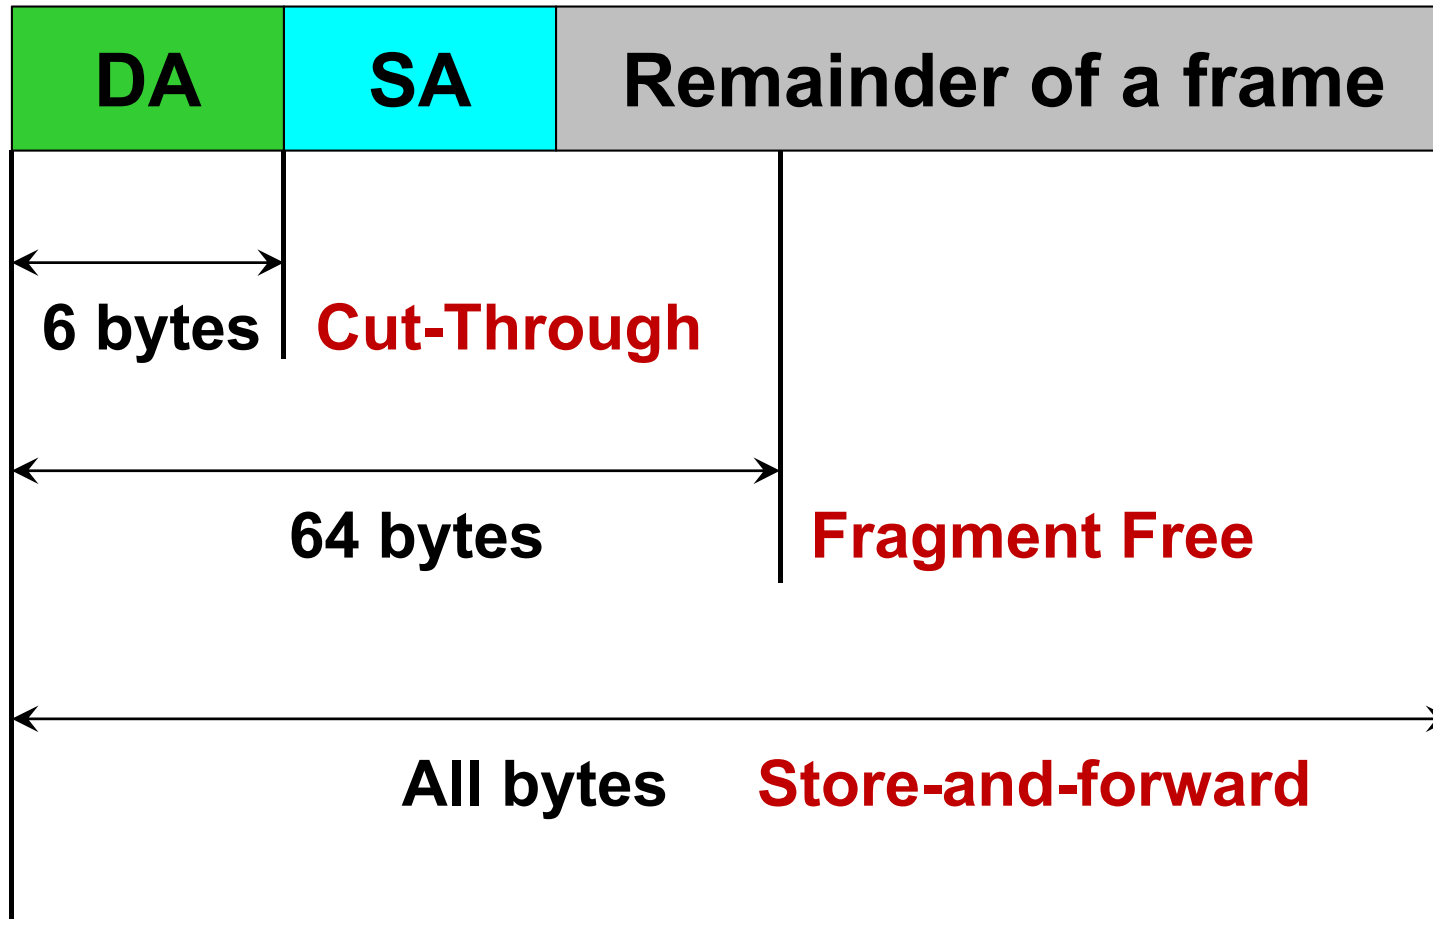 DA SA Remainder of a frame
6 bytes Cut-Through
64 bytes Fragment Free
All bytes Store-and-forward